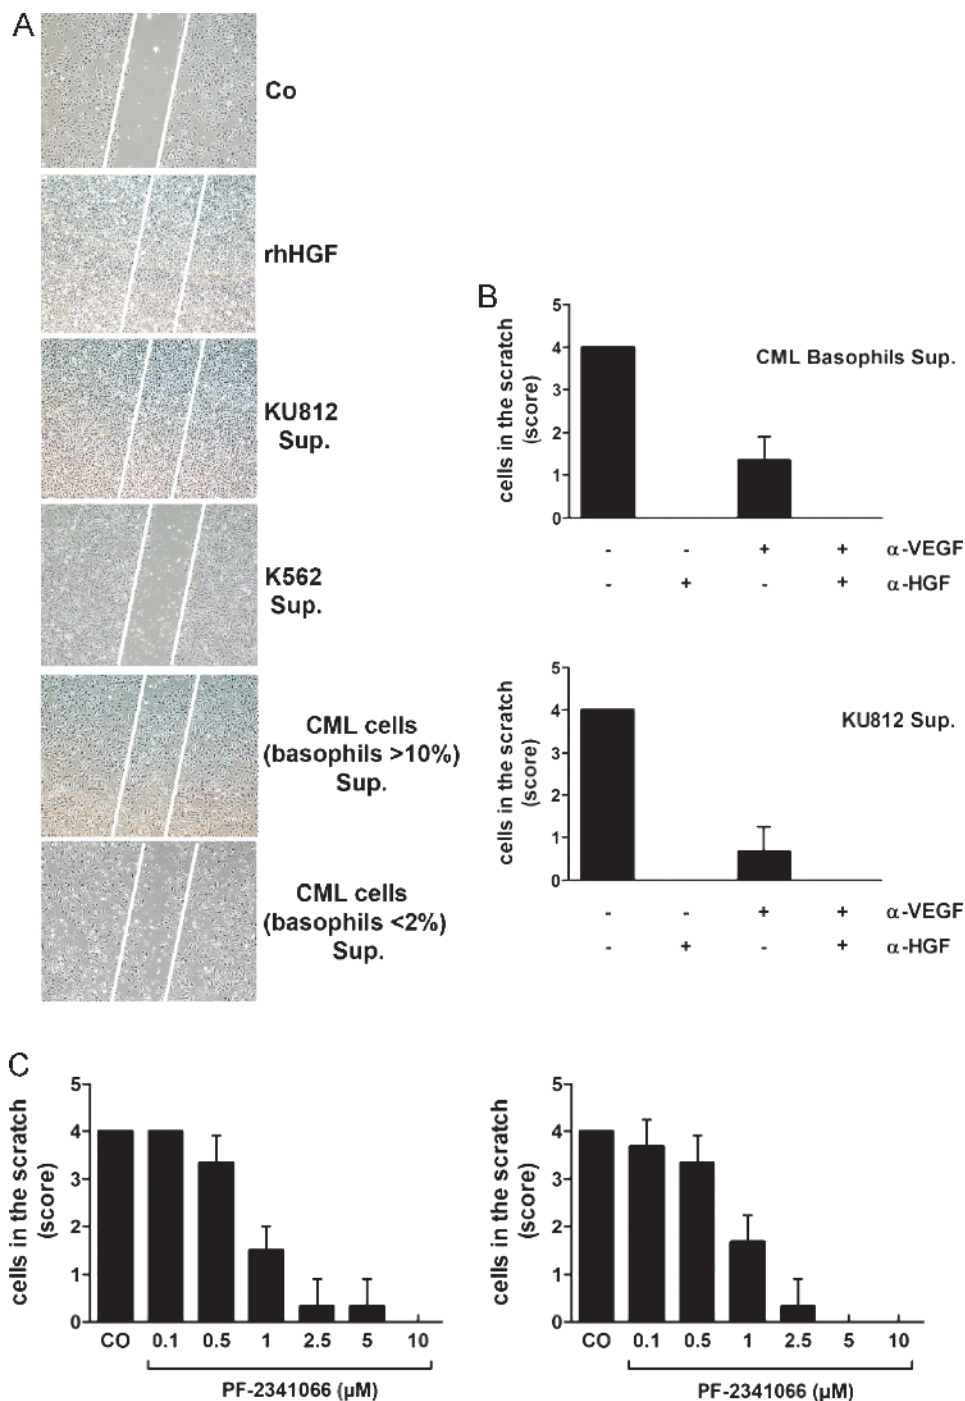 A
Co
rhHGF
KU812
Sup.
K562
Sup.
CML cells
(basophils >10%)
Sup.
CML cells
(basophils <2%)
Sup.
B
cells in the scratch
(score)
5
4
3
2
1
0
CML Basophils Sup.
- - + + α-VEGF
- + - + α-HGF
cells in the scratch
(score)
5
4
3
2
1
0
KU812 Sup.
- - + + α-VEGF
- + - + α-HGF
C
cells in the scratch
(score)
5
4
3
2
1
0
CO 0.1 0.5 1 2.5 5 10
PF-2341066 (µM)
cells in the scratch
(score)
5
4
3
2
1
0
CO 0.1 0.5 1 2.5 5 10
PF-2341066 (µM)